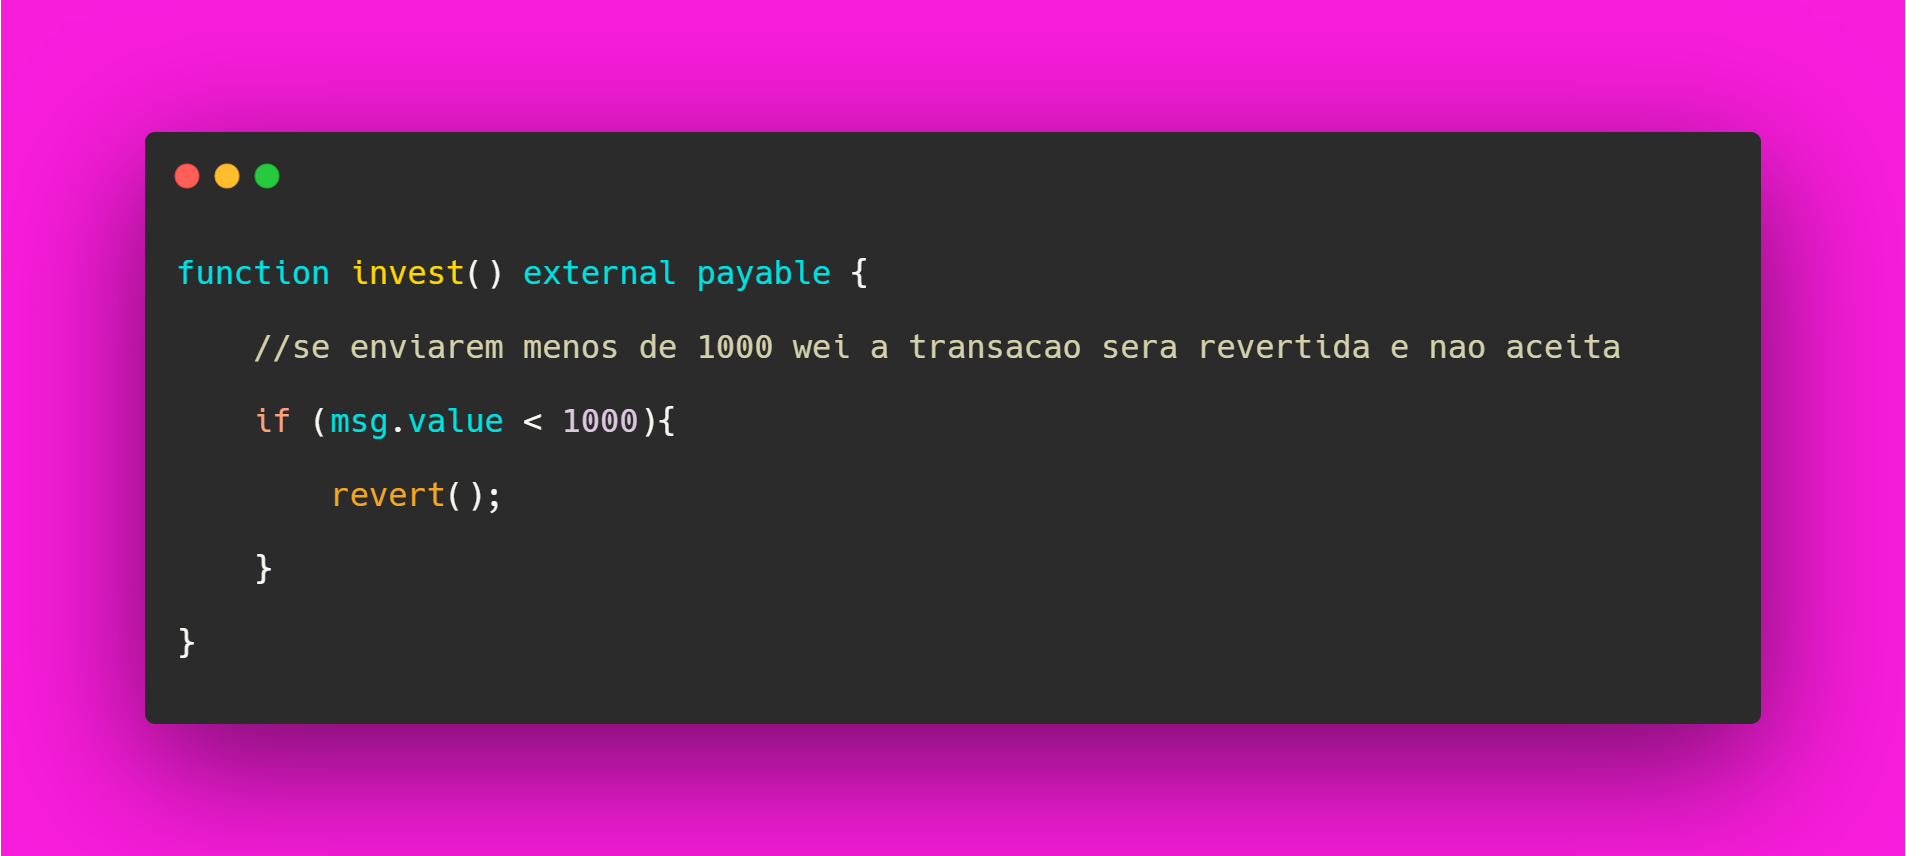 function invest() external payable {
//se enviarem menos de 1000 wei a transacao sera revertida e nao aceita
if (msg.value < 1000){
revert();
}
}